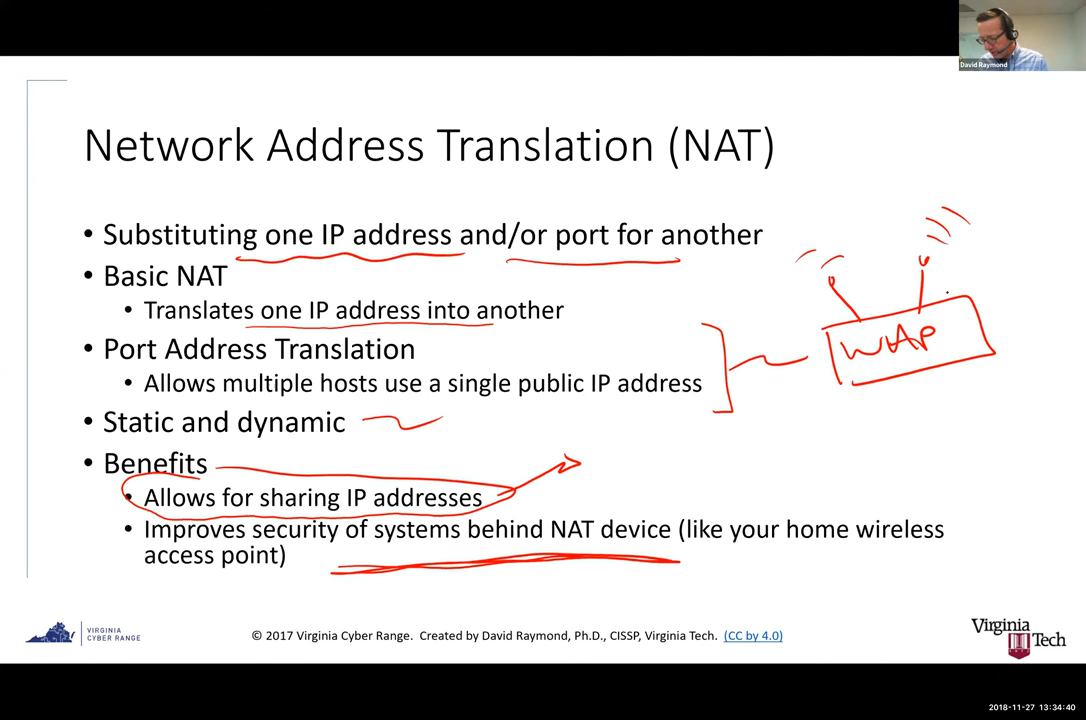 David Raymond
Network Address Translation (NAT)
• Substituting one IP address and/or port for another
• Basic NAT
• Translates one IP address into another
• Port Address Translation
• Allows multiple hosts use a single public IP address
WAP
• Static and dynamic
• Benefits
• Allows for sharing IP addresses
• Improves security of systems behind NAT device (like your home wireless
access point)
VIRGINIA
CYBER RANGE
© 2017 Virginia Cyber Range. Created by David Raymond, Ph.D., CISSP, Virginia Tech. (CC by 4.0)
Virginia
Tech
2018-11-27 13:34:40